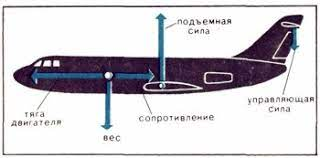 подъемная
сила
управляющая
сила
тяга
двигателя
сопротивление
вес